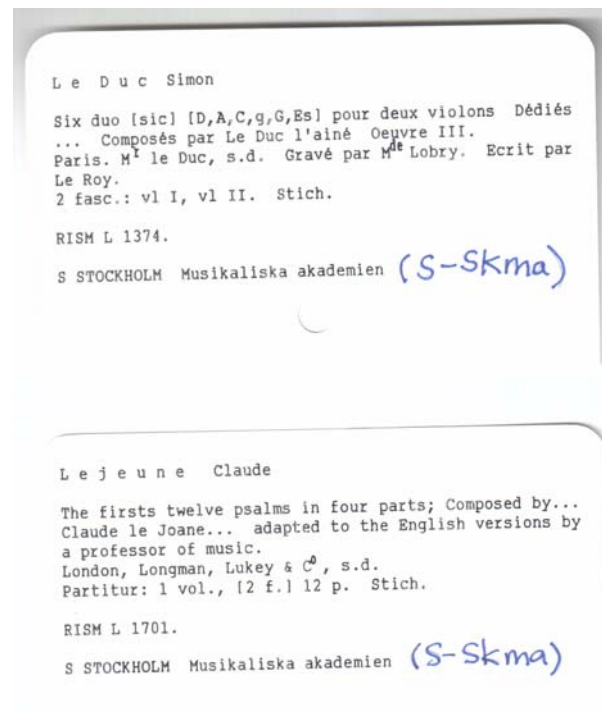 L e  D u c  Simon
Six duo [sic] [D,A,C,g,G,Es] pour deux violons Dédiés
... Composés par Le Duc l'ainé Oeuvre III.
Paris. Mr le Duc, s.d. Gravé par Mde Lobry. Ecrit par
Le Roy.
2 fasc.: vl I, vl II. Stich.
RISM L 1374.
S STOCKHOLM Musikaliska akademien (S-Skma)
L e j e u n e  Claude
The firsts twelve psalms in four parts; Composed by...
Claude le Joane... adapted to the English versions by
a professor of music.
London, Longman, Lukey & Co, s.d.
Partitur: 1 vol., [2 f.] 12 p. Stich.
RISM L 1701.
S STOCKHOLM Musikaliska akademien (S-Skma)